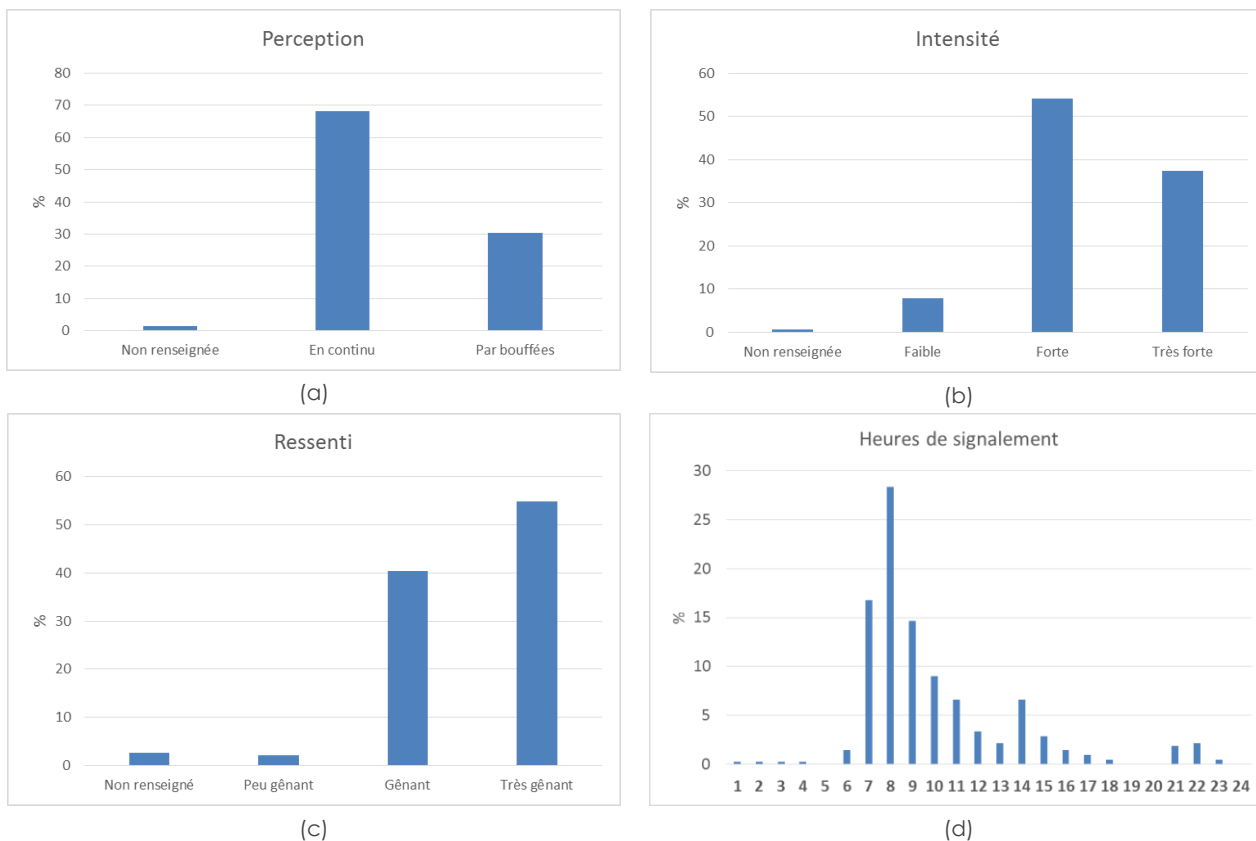 Perception
%
80
70
60
50
40
30
20
10
0
Non renseignée En continu Par bouffées
(a)
Intensité
%
60
50
40
30
20
10
0
Non renseignée Faible Forte Très forte
(b)
Ressenti
%
60
50
40
30
20
10
0
Non renseigné Peu gênant Gênant Très gênant
(c)
Heures de signalement
%
30
25
20
15
10
5
0
1 2 3 4 5 6 7 8 9 10 11 12 13 14 15 16 17 18 19 20 21 22 23 24
(d)